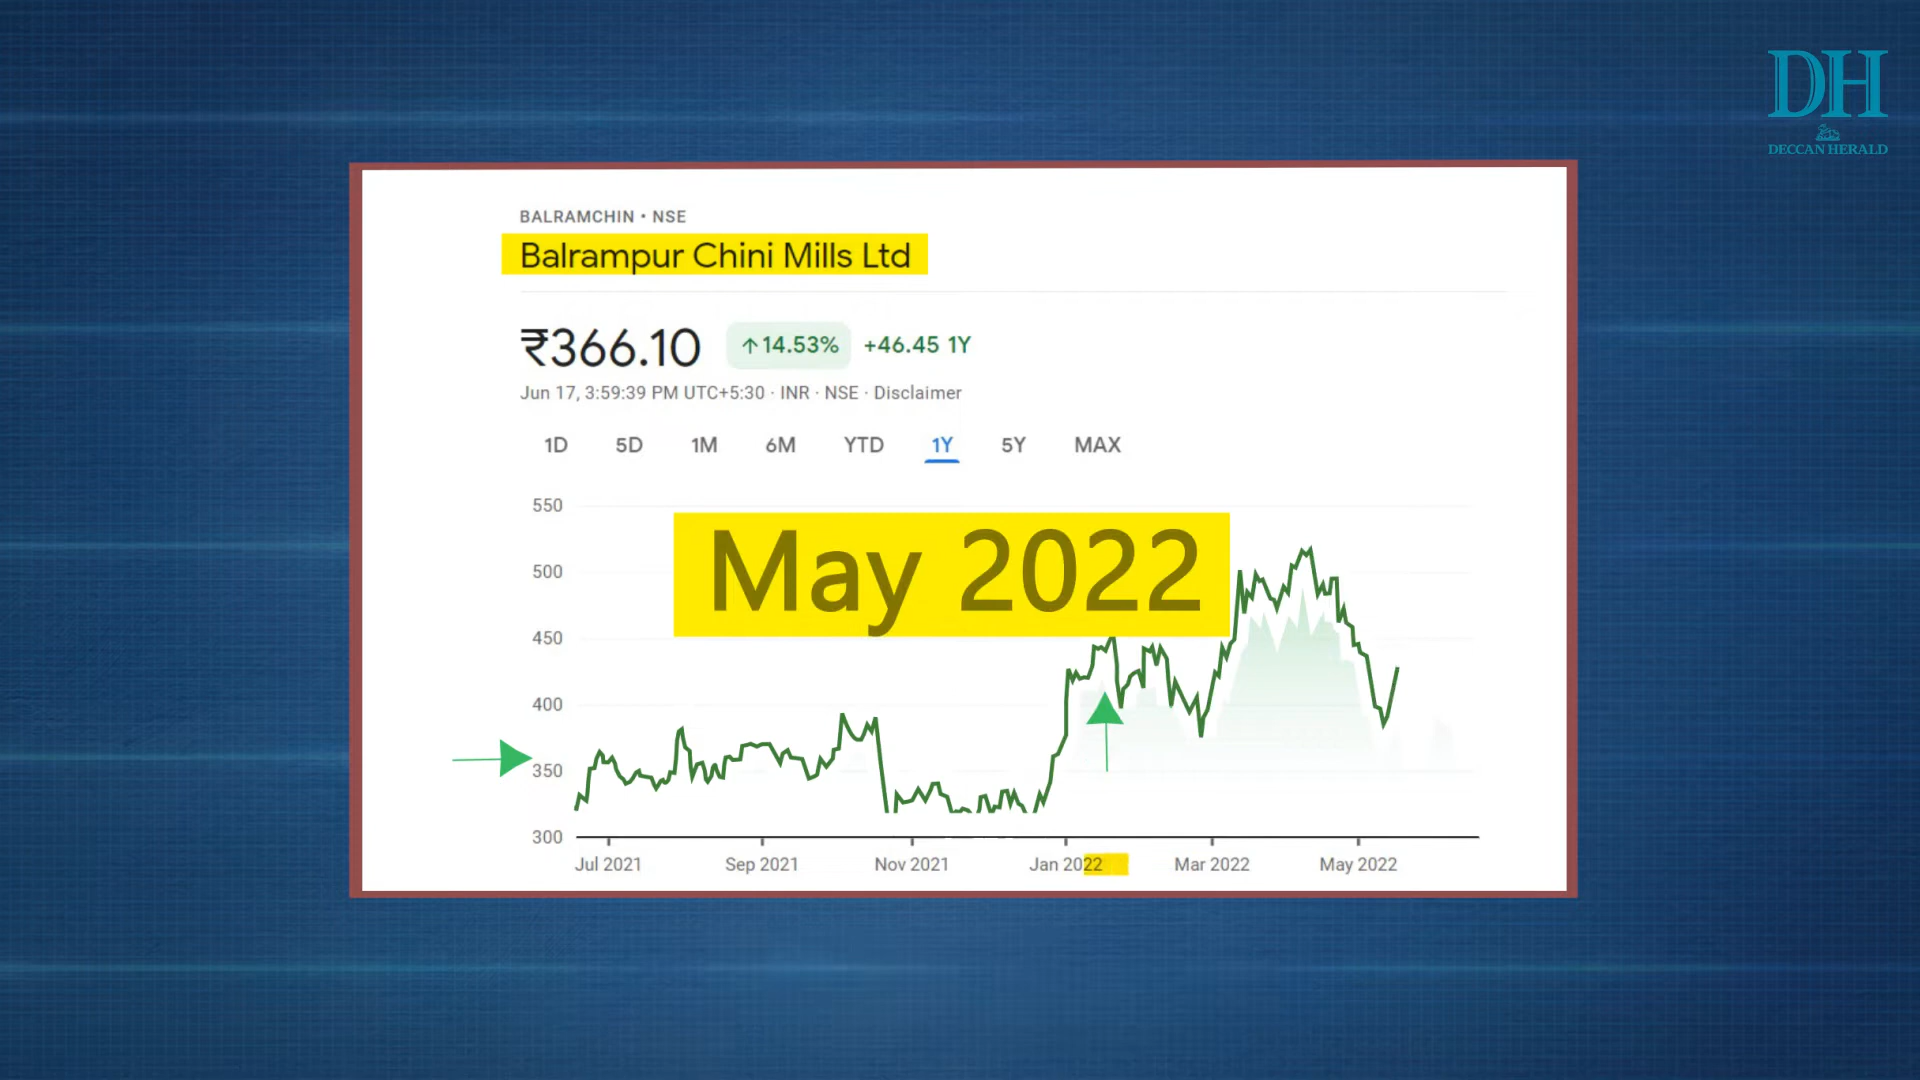 DH
DECCAN HERALD
BALRAMCHIN • NSE
Balrampur Chini Mills Ltd
₹366.10 ↑14.53% +46.45 1Y
Jun 17, 3:59:39 PM UTC+5:30 · INR · NSE · Disclaimer
1D 5D 1M 6M YTD 1Y 5Y MAX
550
May 2022
500
450
400
350
300
Jul 2021 Sep 2021 Nov 2021 Jan 2022 Mar 2022 May 2022